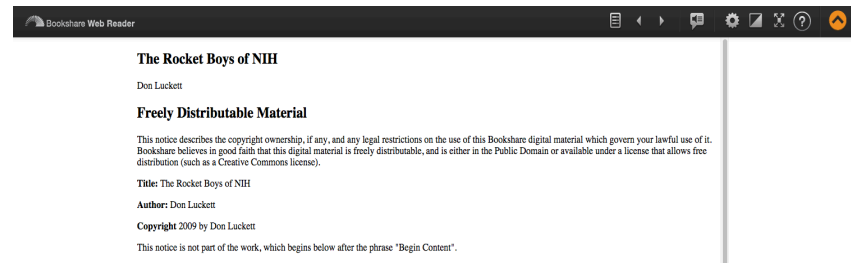 Bookshare Web Reader
The Rocket Boys of NIH
Don Luckett
Freely Distributable Material
This notice describes the copyright ownership, if any, and any legal restrictions on the use of this Bookshare digital material which govern your lawful use of it.
Bookshare believes in good faith that this digital material is freely distributable, and is either in the Public Domain or available under a license that allows free
distribution (such as a Creative Commons license).
Title: The Rocket Boys of NIH
Author: Don Luckett
Copyright 2009 by Don Luckett
This notice is not part of the work, which begins below after the phrase "Begin Content".